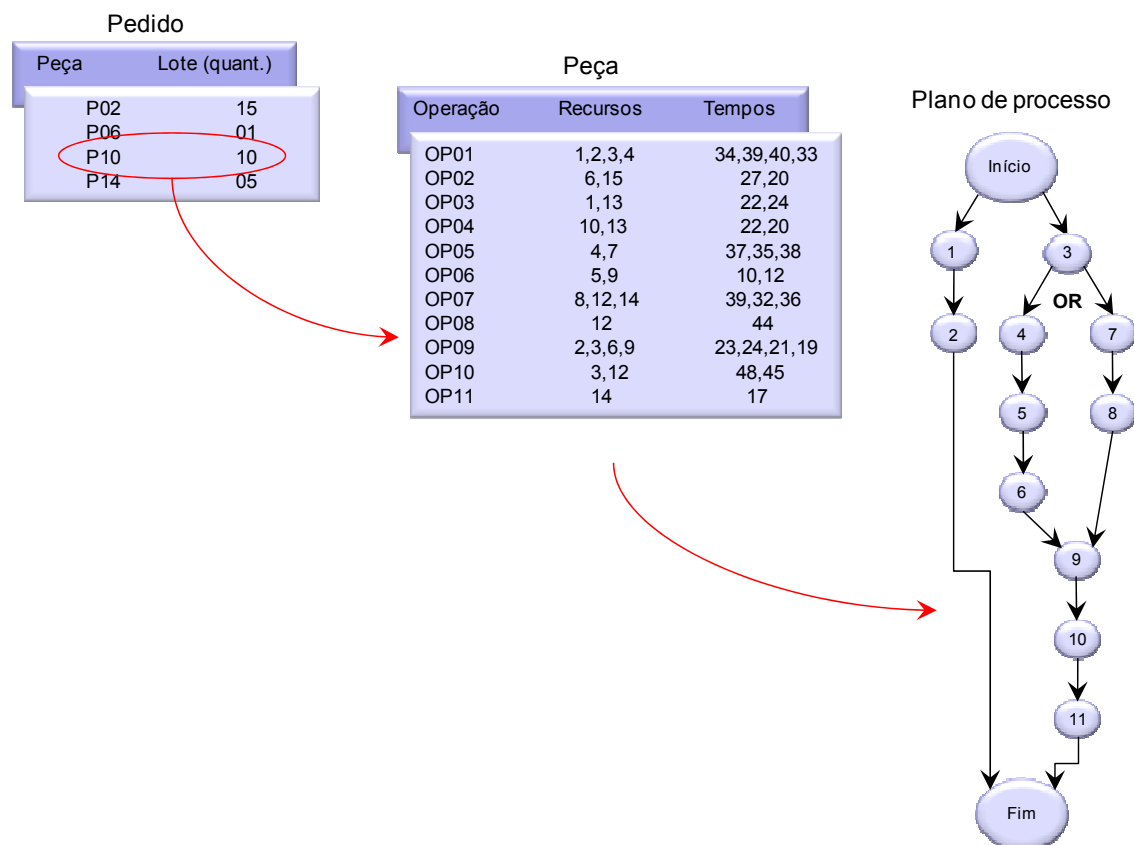 Pedido
Peça Lote (quant.)
P02 15
P06 01
P10 10
P14 05
Peça
Operação Recursos Tempos
OP01 1,2,3,4 34,39,40,33
OP02 6,15 27,20
OP03 1,13 22,24
OP04 10,13 22,20
OP05 4,7 37,35,38
OP06 5,9 10,12
OP07 8,12,14 39,32,36
OP08 12 44
OP09 2,3,6,9 23,24,21,19
OP10 3,12 48,45
OP11 14 17
Plano de processo
Início
1 3
OR
2 4 7
5 8
6
9
10
11
Fim